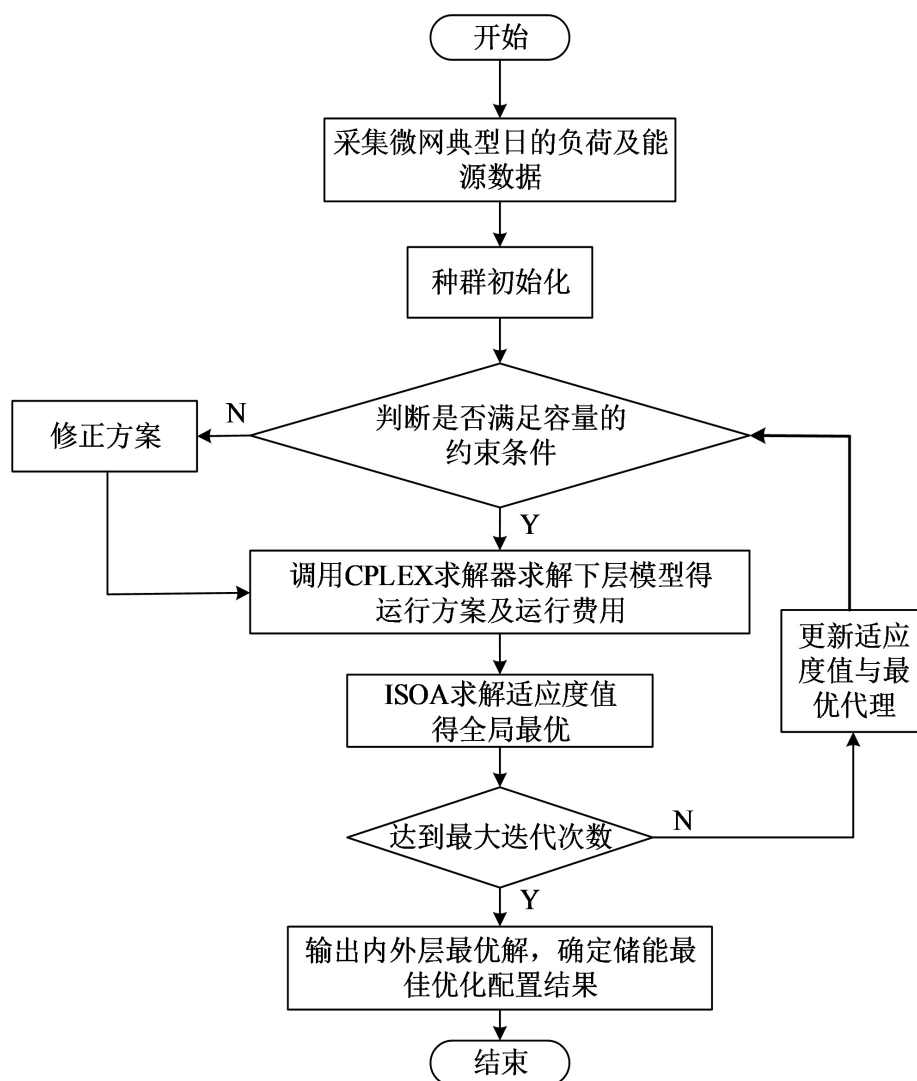 开始
采集微网典型日的负荷及能
源数据
种群初始化
判断是否满足容量的
约束条件
N
修正方案
Y
调用CPLEX求解器求解下层模型得
运行方案及运行费用
更新适应
度值与最
优代理
ISOA求解适应度值
得全局最优
达到最大迭代次数
N
Y
输出内外层最优解，确定储能最
佳优化配置结果
结束